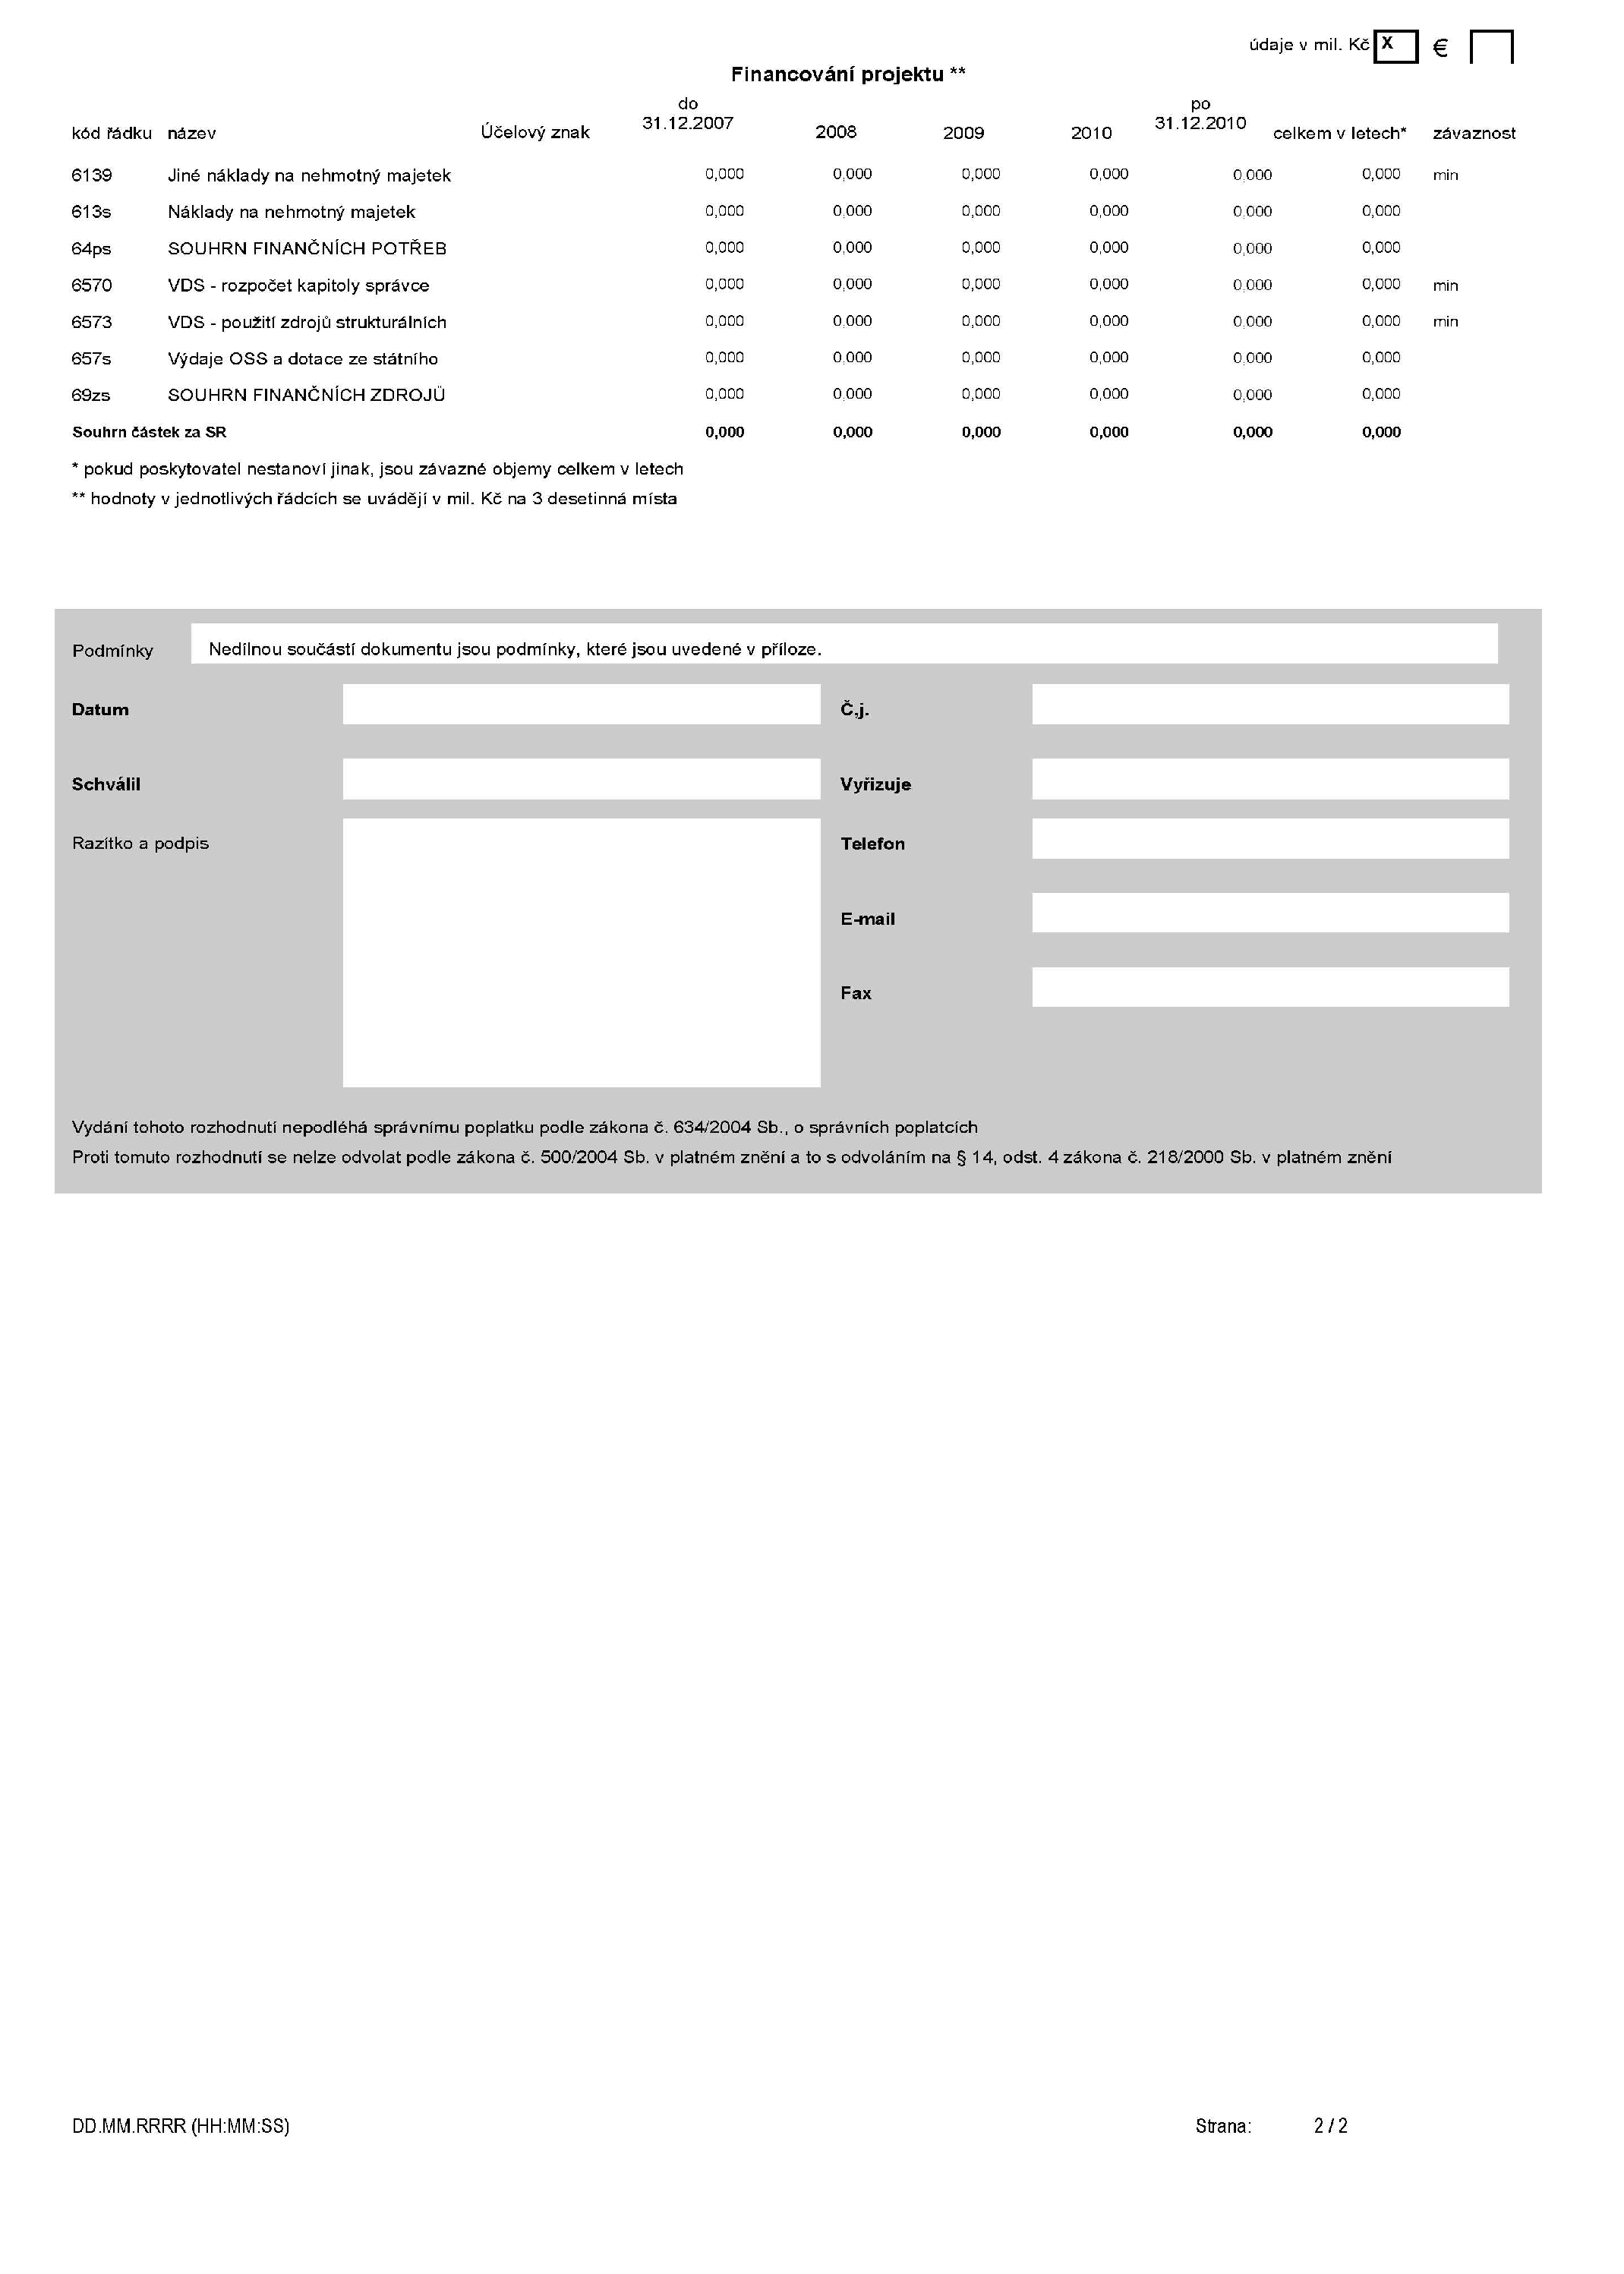 údaje v mil. Kč X €
Financování projektu **
kód řádku název Účelový znak do 31.12.2007 2008 2009 2010 po 31.12.2010 celkem v letech* závaznost
6139 Jiné náklady na nehmotný majetek 0,000 0,000 0,000 0,000 0,000 0,000 min
613s Náklady na nehmotný majetek 0,000 0,000 0,000 0,000 0,000 0,000
64ps SOUHRN FINANČNÍCH POTŘEB 0,000 0,000 0,000 0,000 0,000 0,000
6570 VDS - rozpočet kapitoly správce 0,000 0,000 0,000 0,000 0,000 0,000 min
6573 VDS - použití zdrojů strukturálních 0,000 0,000 0,000 0,000 0,000 0,000 min
657s Výdaje OSS a dotace ze státního 0,000 0,000 0,000 0,000 0,000 0,000
69zs SOUHRN FINANČNÍCH ZDROJŮ 0,000 0,000 0,000 0,000 0,000 0,000
Souhrn částek za SR 0,000 0,000 0,000 0,000 0,000 0,000
* pokud poskytovatel nestanoví jinak, jsou závazné objemy celkem v letech
** hodnoty v jednotlivých řádcích se uvádějí v mil. Kč na 3 desetinná místa
Podmínky Nedílnou součástí dokumentu jsou podmínky, které jsou uvedené v příloze.
Datum Č.j.
Schválil Vyřizuje
Razítko a podpis Telefon
E-mail
Fax
Vydání tohoto rozhodnutí nepodléhá správnímu poplatku podle zákona č. 634/2004 Sb., o správních poplatcích
Proti tomuto rozhodnutí se nelze odvolat podle zákona č. 500/2004 Sb. v platném znění a to s odvoláním na § 14, odst. 4 zákona č. 218/2000 Sb. v platném znění
DD.MM.RRRR (HH:MM:SS) Strana: 2 / 2